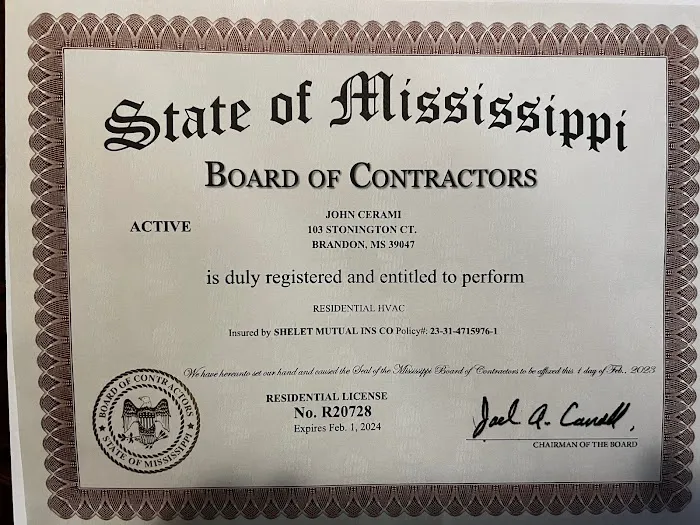 State of Mississippi
BOARD OF CONTRACTORS
ACTIVE
JOHN CERAMI
103 STONINGTON CT.
BRANDON, MS 39047
is duly registered and entitled to perform
RESIDENTIAL HVAC
Insured by SHELET MUTUAL INS CO Policy#: 23-31-4715976-1
We have hereunto set our hand and caused the Seal of the Mississippi Board of Contractors to be affixed this 1 day of Feb., 2023
BOARD OF CONTRACTORS
STATE OF MISSISSIPPI
RESIDENTIAL LICENSE
No. R20728
Expires Feb. 1, 2024
CHAIRMAN OF THE BOARD